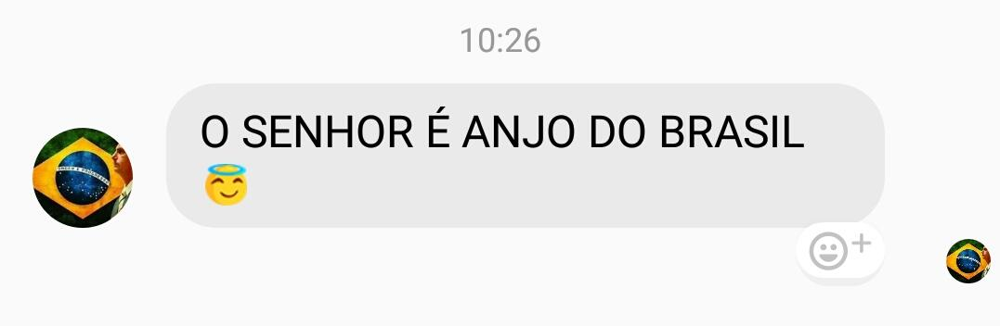 10:26
O SENHOR É ANJO DO BRASIL
😇